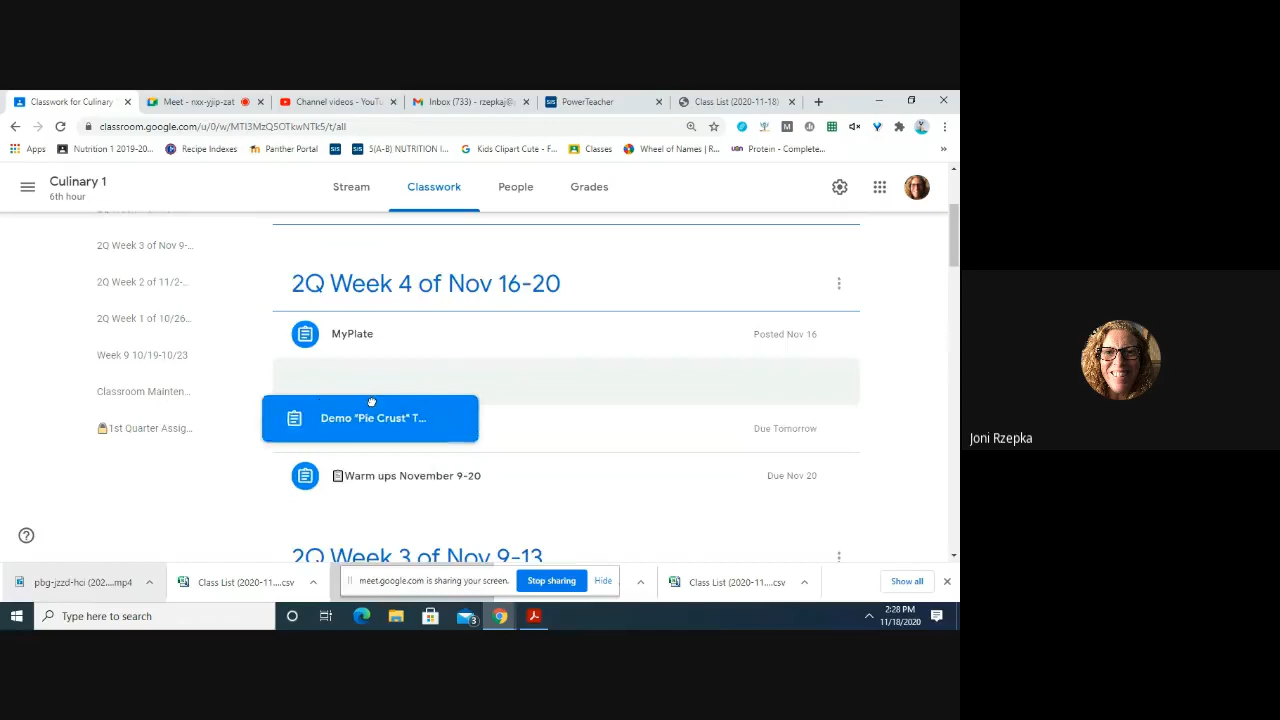 Classwork for Culinary
Meet - nxx-yjip-zat
Channel videos - YouTu
Inbox (733) - rzepkaj@
SIS PowerTeacher
Class List (2020-11-18)
classroom.google.com/u/0/w/MTI3MzQ5OTkwNTk5/t/all
Apps
Nutrition 1 2019-20...
Recipe Indexes
Panther Portal
SIS
SIS 5(A-B) NUTRITION I...
Kids Clipart Cute - F...
Classes
Wheel of Names | R...
Protein - Complete...
Culinary 1
6th hour
Stream
Classwork
People
Grades
2Q Week 3 of Nov 9-...
2Q Week 2 of 11/2-...
2Q Week 1 of 10/26...
Week 9 10/19-10/23
Classroom Mainten...
1st Quarter Assig...
2Q Week 4 of Nov 16-20
MyPlate
Posted Nov 16
Demo "Pie Crust" T...
Due Tomorrow
Warm ups November 9-20
Due Nov 20
2Q Week 3 of Nov 9-13
Joni Rzepka
pbg-jzzd-hci (202....mp4
Class List (2020-11....csv
meet.google.com is sharing your screen.
Stop sharing
Hide
Class List (2020-11....csv
Show all
Type here to search
3
2:28 PM
11/18/2020